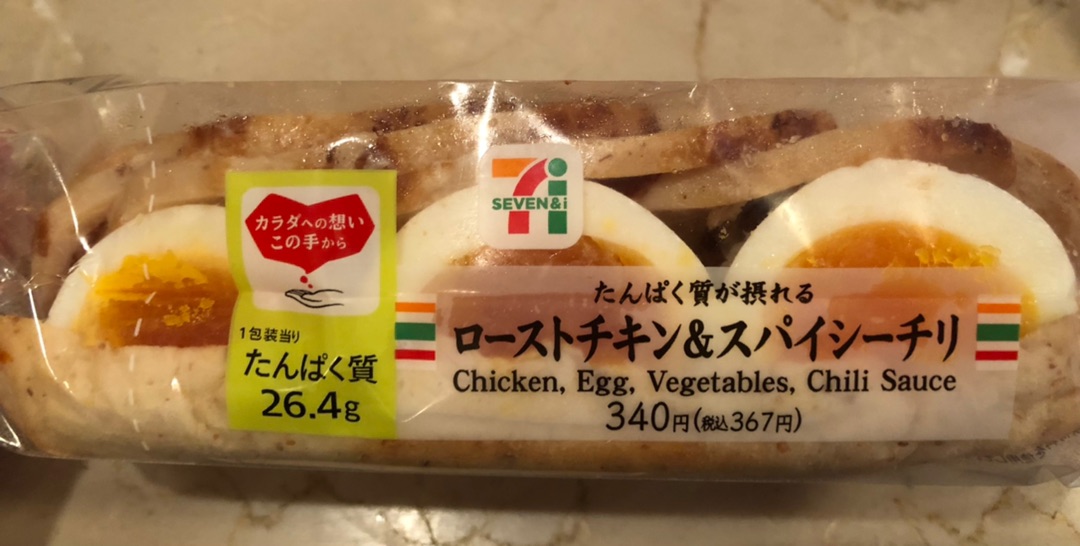 カラダへの想い
この手から
1包装当り
たんぱく質
26.4g
SEVEN&i
たんぱく質が摂れる
ローストチキン&スパイシーチリ
Chicken, Egg, Vegetables, Chili Sauce
340円(税込367円)